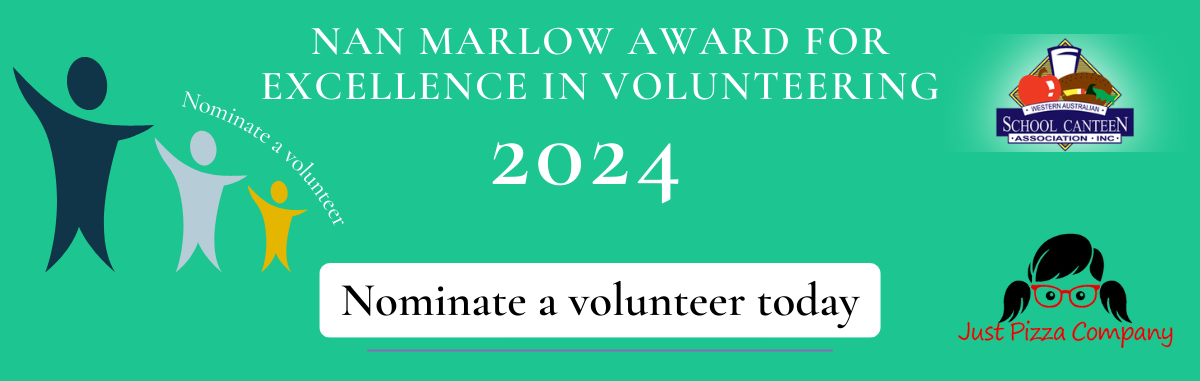 NAN MARLOW AWARD FOR
EXCELLENCE IN VOLUNTEERING
2024
Nominate a volunteer
Nominate a volunteer today
• WESTERN AUSTRALIAN •
SCHOOL CANTEEN
• ASSOCIATION • INC •
Just Pizza Company